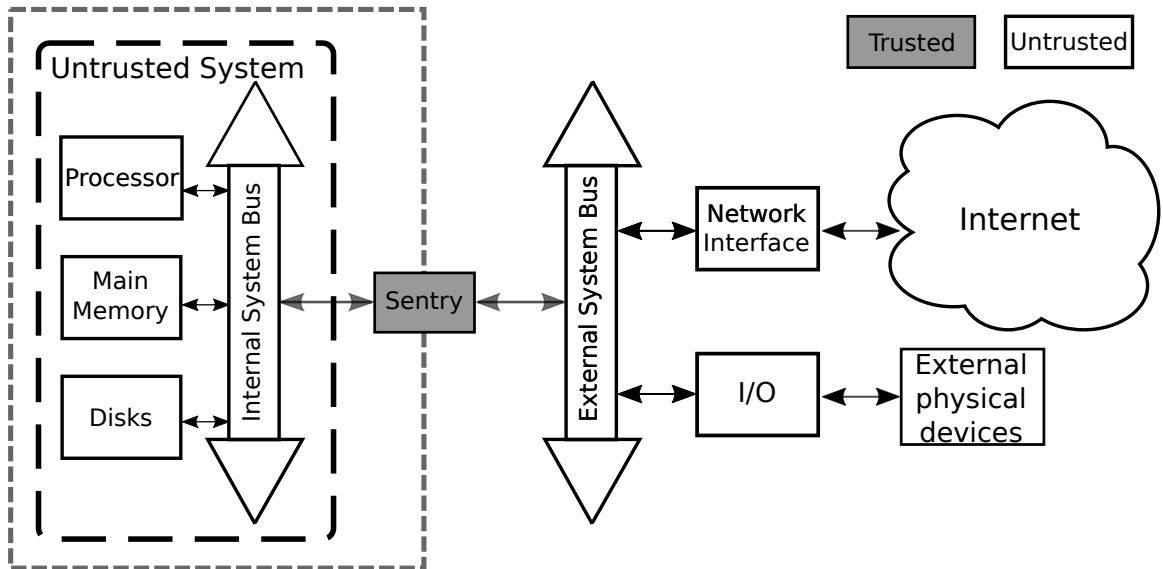 Trusted
Untrusted
Untrusted System
Processor
Main
Memory
Disks
Internal System Bus
Sentry
External System Bus
Network
Interface
Internet
I/O
External
physical
devices